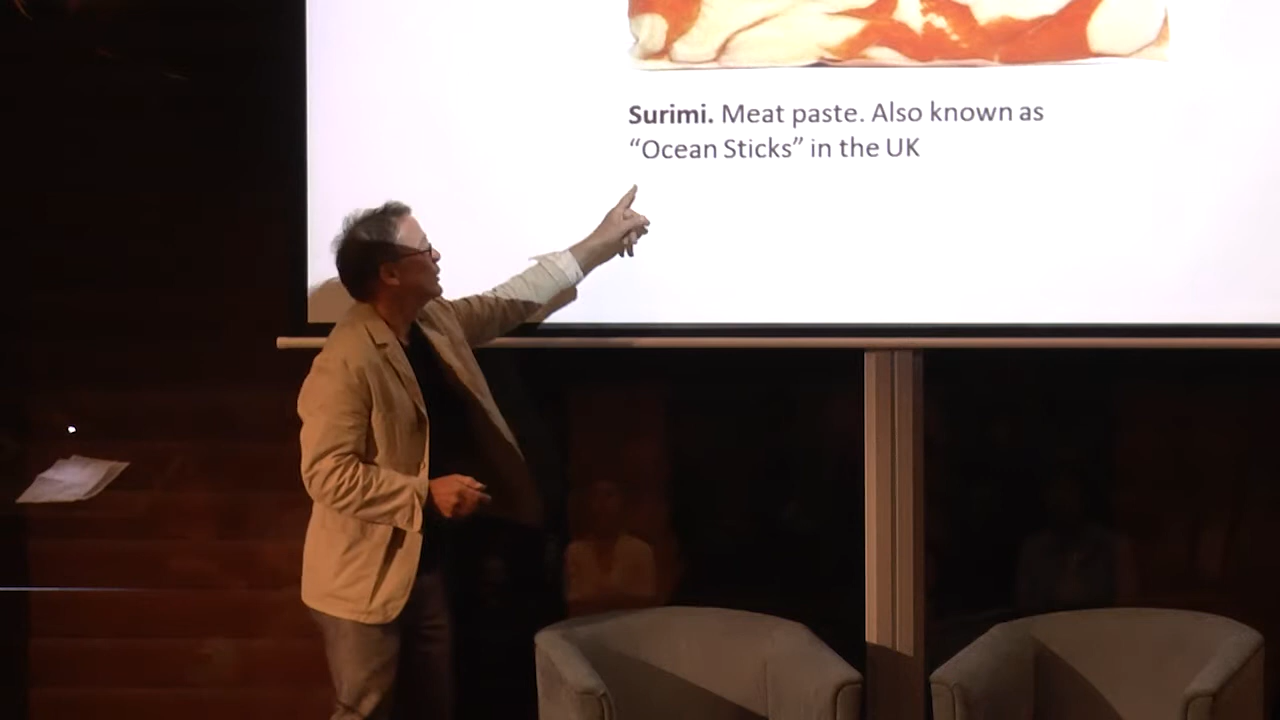 Surimi. Meat paste. Also known as
“Ocean Sticks” in the UK